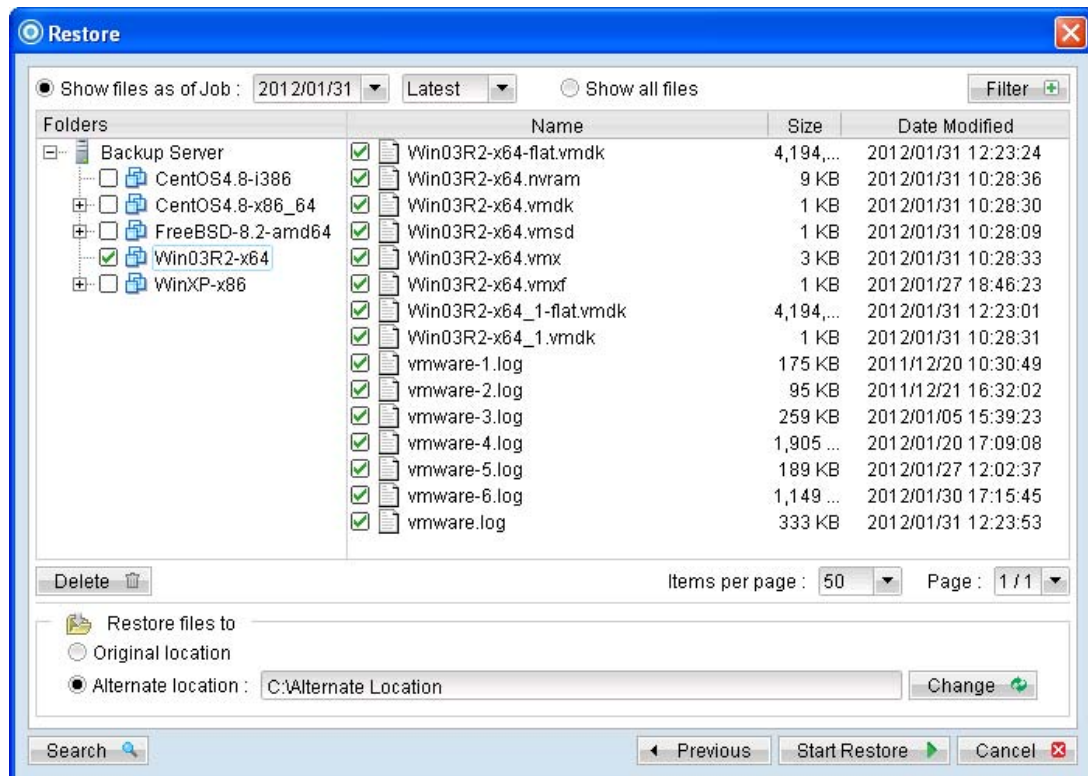 Restore
Show files as of Job : 2012/01/31 Latest Show all files Filter
Folders Name Size Date Modified
Backup Server
CentOS4.8-i386
CentOS4.8-x86_64
FreeBSD-8.2-amd64
Win03R2-x64
WinXP-x86
Win03R2-x64-flat.vmdk 4,194,... 2012/01/31 12:23:24
Win03R2-x64.nvram 9 KB 2012/01/31 10:28:36
Win03R2-x64.vmdk 1 KB 2012/01/31 10:28:30
Win03R2-x64.vmsd 1 KB 2012/01/31 10:28:09
Win03R2-x64.vmx 3 KB 2012/01/31 10:28:33
Win03R2-x64.vmxf 1 KB 2012/01/27 18:46:23
Win03R2-x64_1-flat.vmdk 4,194,... 2012/01/31 12:23:01
Win03R2-x64_1.vmdk 1 KB 2012/01/31 10:28:31
vmware-1.log 175 KB 2011/12/20 10:30:49
vmware-2.log 95 KB 2011/12/21 16:32:02
vmware-3.log 259 KB 2012/01/05 15:39:23
vmware-4.log 1,905 ... 2012/01/20 17:09:08
vmware-5.log 189 KB 2012/01/27 12:02:37
vmware-6.log 1,149 ... 2012/01/30 17:15:45
vmware.log 333 KB 2012/01/31 12:23:53
Delete Items per page : 50 Page : 1 / 1
Restore files to
Original location
Alternate location : C:\Alternate Location Change
Search Previous Start Restore Cancel